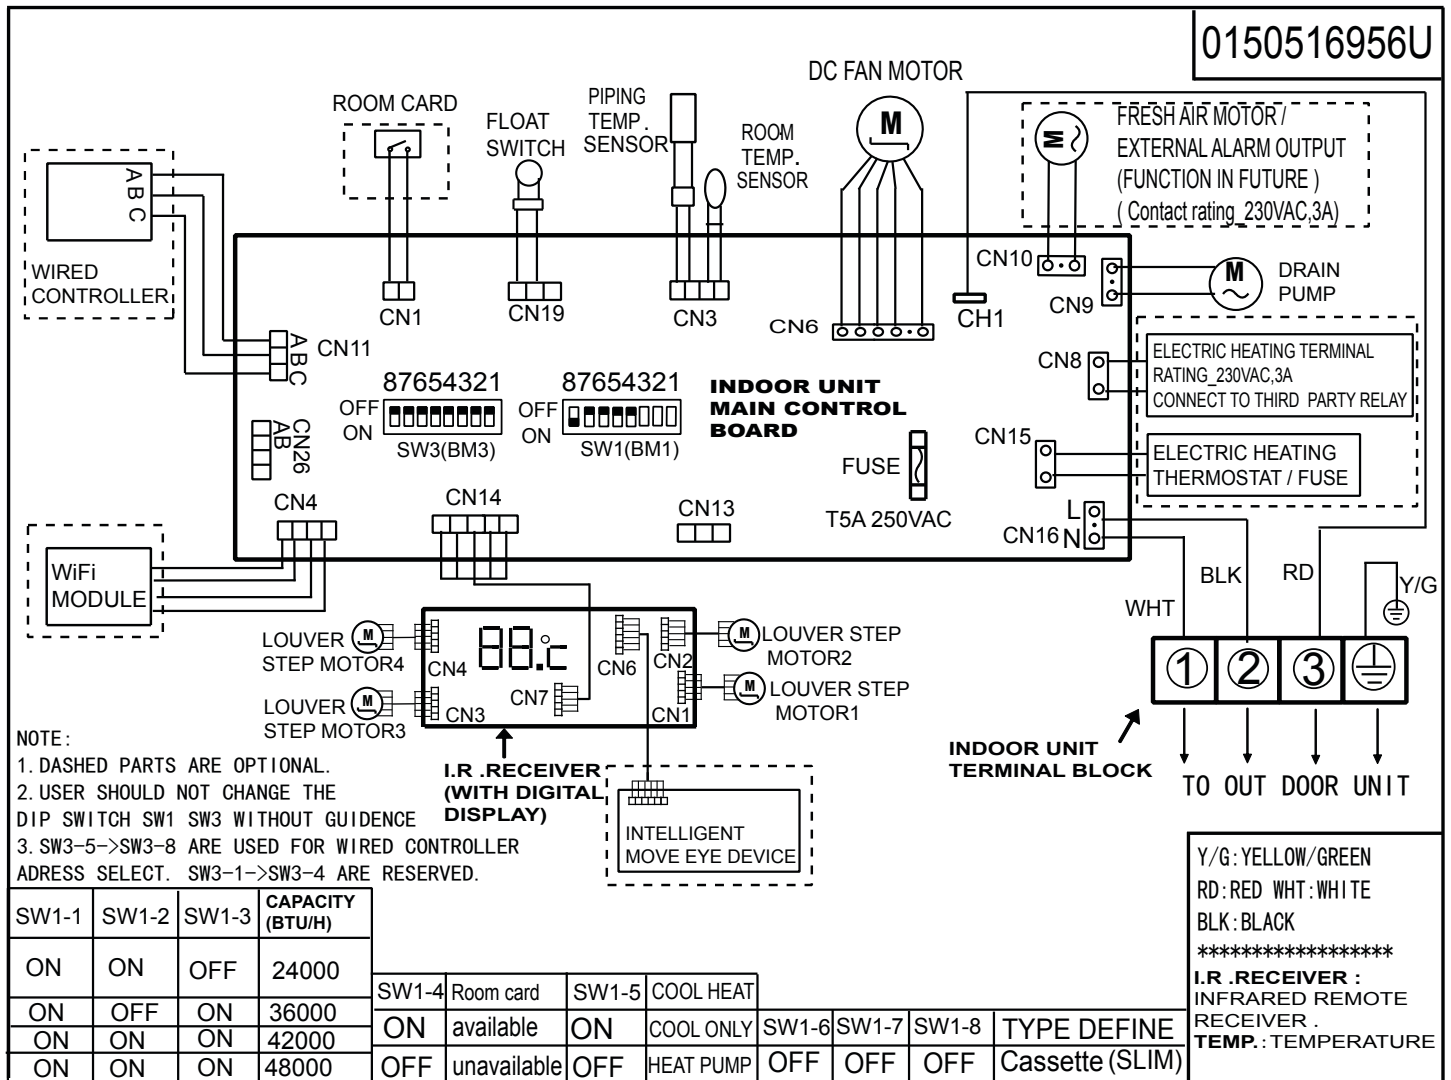 0150516956U
DC FAN MOTOR
ROOM CARD
FLOAT
SWITCH
PIPING
TEMP.
SENSOR
ROOM
TEMP.
SENSOR
M
M
FRESH AIR MOTOR /
EXTERNAL ALARM OUTPUT
(FUNCTION IN FUTURE )
( Contact rating_230VAC,3A)
A
B
C
WIRED
CONTROLLER
CN1
CN19
CN3
CN6
CH1
CN10
CN9
M
DRAIN
PUMP
A
B
C
CN11
87654321
OFF
ON
SW3(BM3)
87654321
OFF
ON
SW1(BM1)
INDOOR UNIT
MAIN CONTROL
BOARD
CN8
ELECTRIC HEATING TERMINAL
RATING_230VAC,3A
CONNECT TO THIRD PARTY RELAY
CN26
A
B
CN15
ELECTRIC HEATING
THERMOSTAT / FUSE
FUSE
T5A 250VAC
CN4
CN14
CN13
CN16
L
N
WiFi
MODULE
WHT
BLK
RD
Y/G
LOUVER
STEP MOTOR4
M
CN4
88.°c
CN6
CN2
M
LOUVER STEP
MOTOR2
LOUVER
STEP MOTOR3
M
CN3
CN7
CN1
M
LOUVER STEP
MOTOR1
1
2
3
INDOOR UNIT
TERMINAL BLOCK
TO OUT DOOR UNIT
I.R .RECEIVER
(WITH DIGITAL
DISPLAY)
INTELLIGENT
MOVE EYE DEVICE
NOTE:
1. DASHED PARTS ARE OPTIONAL.
2. USER SHOULD NOT CHANGE THE
DIP SWITCH SW1 SW3 WITHOUT GUIDENCE
3. SW3-5->SW3-8 ARE USED FOR WIRED CONTROLLER
ADRESS SELECT. SW3-1->SW3-4 ARE RESERVED.
SW1-1 SW1-2 SW1-3 CAPACITY (BTU/H)
ON ON OFF 24000
ON OFF ON 36000
ON ON ON 42000
ON ON ON 48000
SW1-4 Room card SW1-5 COOL HEAT
ON available ON COOL ONLY SW1-6 SW1-7 SW1-8 TYPE DEFINE
OFF unavailable OFF HEAT PUMP OFF OFF OFF Cassette (SLIM)
Y/G:YELLOW/GREEN
RD:RED WHT:WHITE
BLK:BLACK
******************
I.R .RECEIVER :
INFRARED REMOTE
RECEIVER .
TEMP.:TEMPERATURE